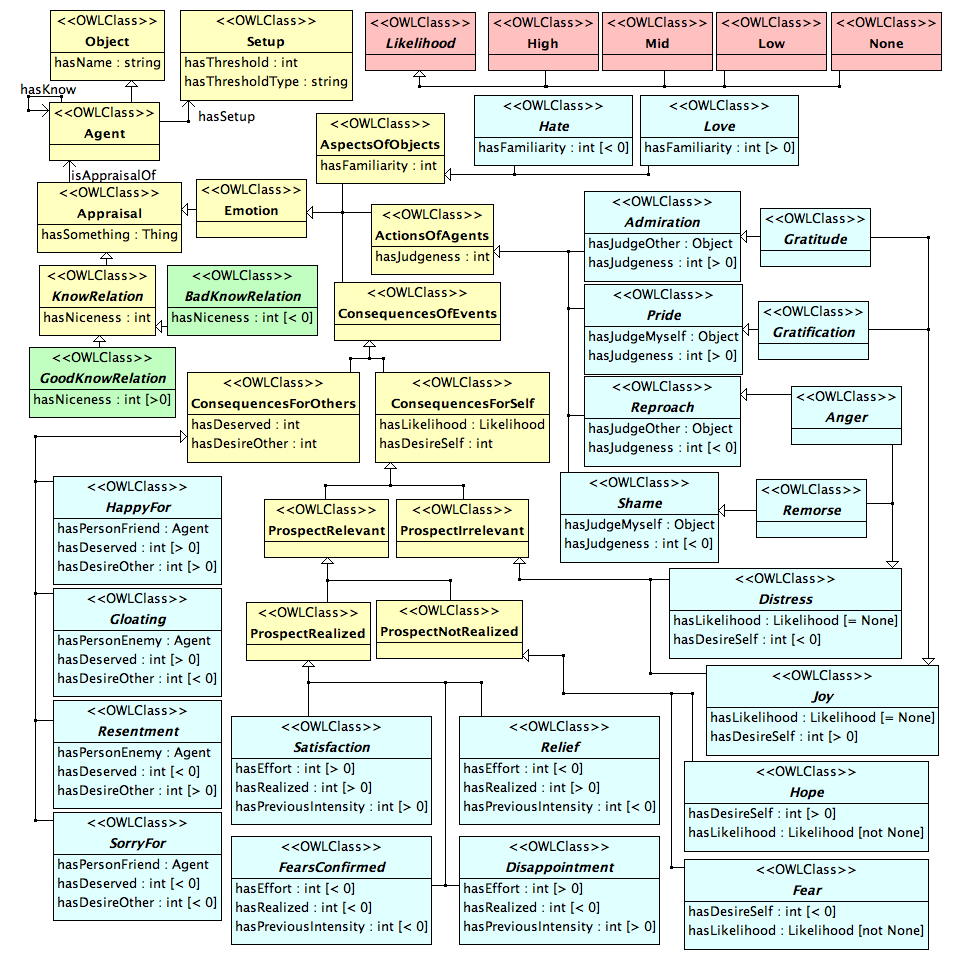 <<OWLClass>>
Object
hasName : string
<<OWLClass>>
Setup
hasThreshold : int
hasThresholdType : string
<<OWLClass>>
Likelihood
<<OWLClass>>
High
<<OWLClass>>
Mid
<<OWLClass>>
Low
<<OWLClass>>
None
hasKnow
<<OWLClass>>
Agent
hasSetup
isAppraisalOf
<<OWLClass>>
AspectsOfObjects
hasFamiliarity : int
<<OWLClass>>
Hate
hasFamiliarity : int [< 0]
<<OWLClass>>
Love
hasFamiliarity : int [> 0]
<<OWLClass>>
Appraisal
hasSomething : Thing
<<OWLClass>>
Emotion
<<OWLClass>>
ActionsOfAgents
hasJudgeness : int
<<OWLClass>>
Admiration
hasJudgeOther : Object
hasJudgeness : int [> 0]
<<OWLClass>>
Gratitude
<<OWLClass>>
KnowRelation
hasNiceness : int
<<OWLClass>>
BadKnowRelation
hasNiceness : int [< 0]
<<OWLClass>>
ConsequencesOfEvents
<<OWLClass>>
Pride
hasJudgeMyself : Object
hasJudgeness : int [> 0]
<<OWLClass>>
Gratification
<<OWLClass>>
GoodKnowRelation
hasNiceness : int [>0]
<<OWLClass>>
ConsequencesForOthers
hasDeserved : int
hasDesireOther : int
<<OWLClass>>
ConsequencesForSelf
hasLikelihood : Likelihood
hasDesireSelf : int
<<OWLClass>>
Reproach
hasJudgeOther : Object
hasJudgeness : int [< 0]
<<OWLClass>>
Anger
<<OWLClass>>
HappyFor
hasPersonFriend : Agent
hasDeserved : int [> 0]
hasDesireOther : int [> 0]
<<OWLClass>>
ProspectRelevant
<<OWLClass>>
ProspectIrrelevant
<<OWLClass>>
Shame
hasJudgeMyself : Object
hasJudgeness : int [< 0]
<<OWLClass>>
Remorse
<<OWLClass>>
Gloating
hasPersonEnemy : Agent
hasDeserved : int [> 0]
hasDesireOther : int [< 0]
<<OWLClass>>
ProspectRealized
<<OWLClass>>
ProspectNotRealized
<<OWLClass>>
Distress
hasLikelihood : Likelihood [= None]
hasDesireSelf : int [< 0]
<<OWLClass>>
Joy
hasLikelihood : Likelihood [= None]
hasDesireSelf : int [> 0]
<<OWLClass>>
Resentment
hasPersonEnemy : Agent
hasDeserved : int [< 0]
hasDesireOther : int [> 0]
<<OWLClass>>
Satisfaction
hasEffort : int [> 0]
hasRealized : int [> 0]
hasPreviousIntensity : int [> 0]
<<OWLClass>>
Relief
hasEffort : int [< 0]
hasRealized : int [> 0]
hasPreviousIntensity : int [< 0]
<<OWLClass>>
Hope
hasDesireSelf : int [> 0]
hasLikelihood : Likelihood [not None]
<<OWLClass>>
SorryFor
hasPersonFriend : Agent
hasDeserved : int [< 0]
hasDesireOther : int [< 0]
<<OWLClass>>
FearsConfirmed
hasEffort : int [< 0]
hasRealized : int [< 0]
hasPreviousIntensity : int [< 0]
<<OWLClass>>
Disappointment
hasEffort : int [> 0]
hasRealized : int [< 0]
hasPreviousIntensity : int [> 0]
<<OWLClass>>
Fear
hasDesireSelf : int [< 0]
hasLikelihood : Likelihood [not None]